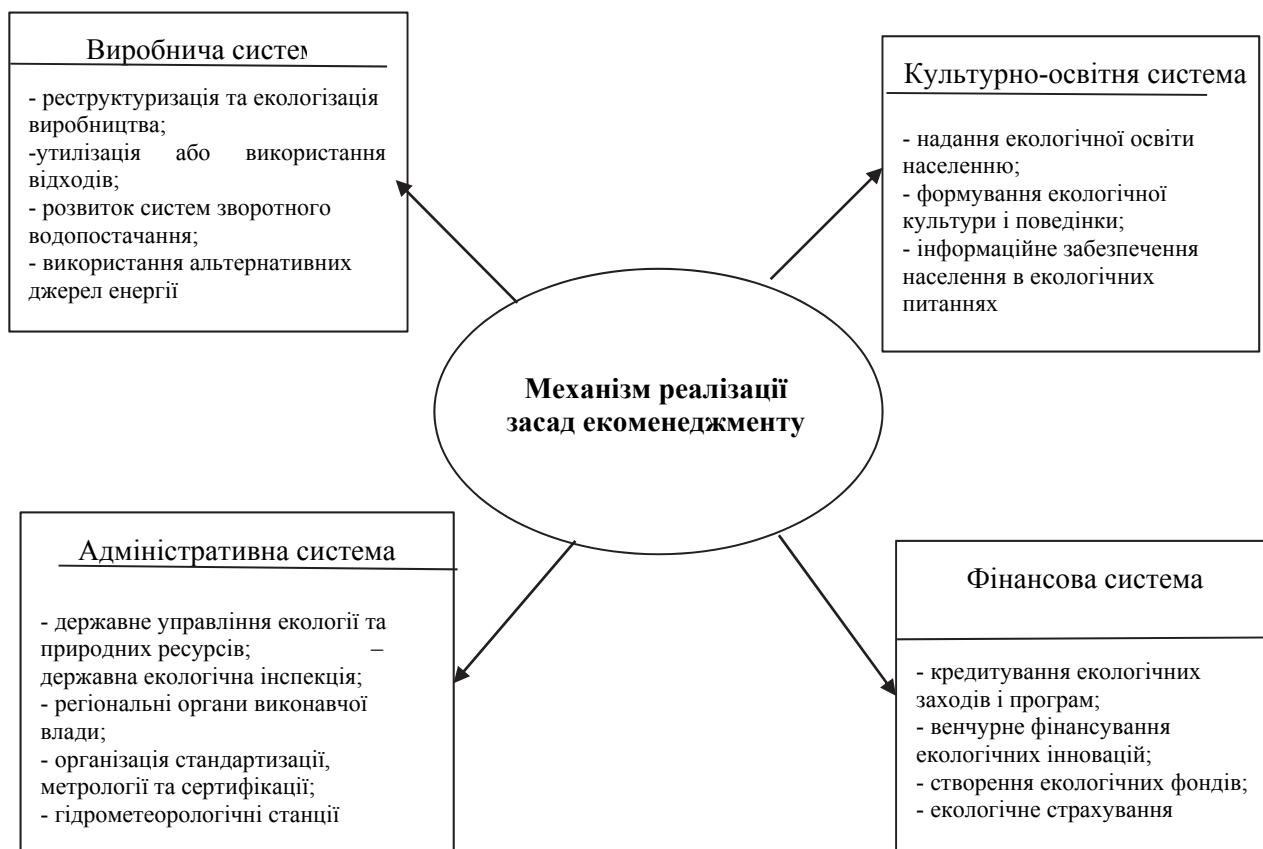 Виробнича систем
- реструктуризація та екологізація
виробництва;
-утилізація або використання
відходів;
- розвиток систем зворотного
водопостачання;
- використання альтернативних
джерел енергії
Культурно-освітня система
- надання екологічної освіти
населенню;
- формування екологічної
культури і поведінки;
- інформаційне забезпечення
населення в екологічних
питаннях
Механізм реалізації
засад екоменеджменту
Адміністративна система
- державне управління екології та
природних ресурсів; –
державна екологічна інспекція;
- регіональні органи виконавчої
влади;
- організація стандартизації,
метрології та сертифікації;
- гідрометеорологічні станції
Фінансова система
- кредитування екологічних
заходів і програм;
- венчурне фінансування
екологічних інновацій;
- створення екологічних фондів;
- екологічне страхування